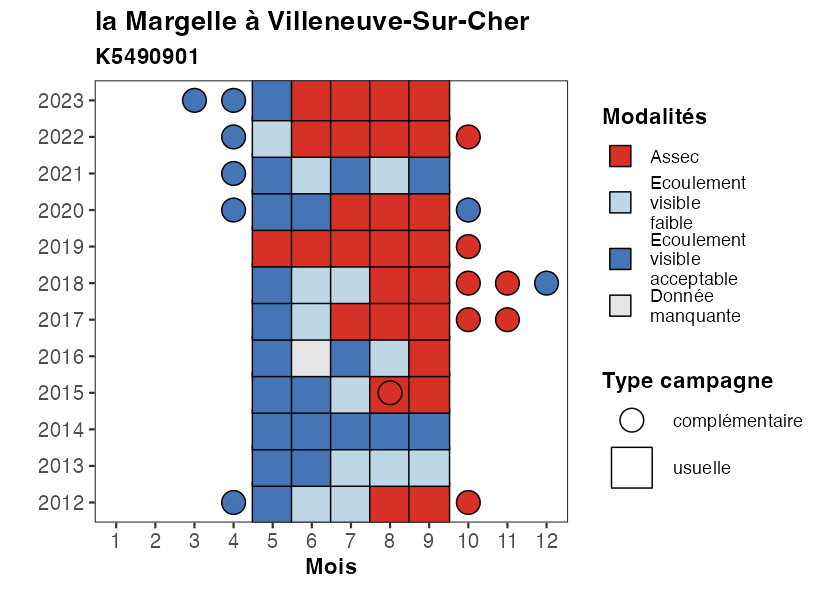 la Margelle à Villeneuve-Sur-Cher
K5490901
2023
2022
2021
2020
2019
2018
2017
2016
2015
2014
2013
2012
1 2 3 4 5 6 7 8 9 10 11 12
Mois
Modalités
Assec
Ecoulement
visible
faible
Ecoulement
visible
acceptable
Donnée
manquante
Type campagne
complémentaire
usuelle